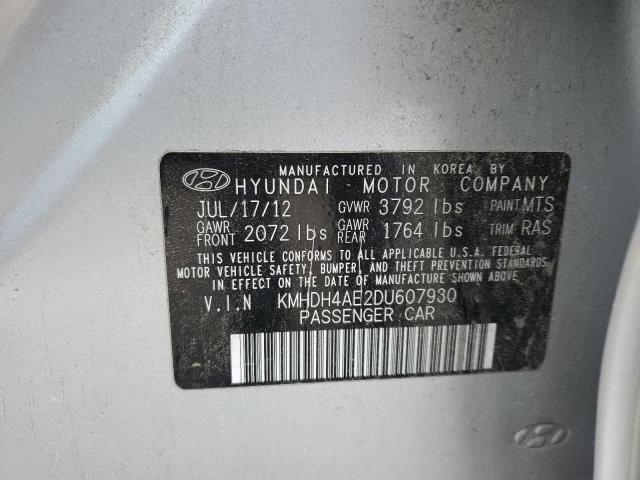 MANUFACTURED IN KOREA BY
HYUNDAI MOTOR COMPANY
JUL/17/12 GVWR 3792 lbs PAINT MTS
GAWR FRONT 2072 lbs GAWR REAR 1764 lbs TRIM RAS
THIS VEHICLE CONFORMS TO ALL APPLICABLE U.S.A. FEDERAL
MOTOR VEHICLE SAFETY, BUMPER, AND THEFT PREVENTION STANDARDS
IN EFFECT ON THE DATE OF MANUFACTURE SHOWN ABOVE.
V.I.N KMHDH4AE2DU607930
PASSENGER CAR